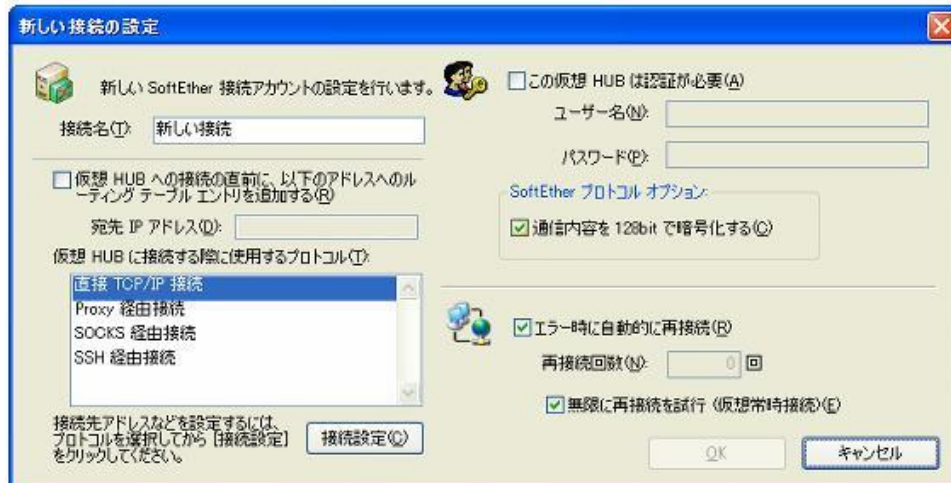 新しい接続の設定
新しい SoftEther 接続アカウントの設定を行います。
接続名(T): 新しい接続
仮想 HUB への接続の直前に、以下のアドレスへのル
ーティング テーブル エントリを追加する(R)
宛先 IP アドレス(D):
仮想 HUB に接続する際に使用するプロトコル(T):
直接 TCP/IP 接続
Proxy 経由接続
SOCKS 経由接続
SSH 経由接続
接続先アドレスなどを設定するには、
プロトコルを選択してから [接続設定]
をクリックしてください。
接続設定(C)
この仮想 HUB は認証が必要(A)
ユーザー名(N):
パスワード(P):
SoftEther プロトコル オプション:
通信内容を 128bit で暗号化する(C)
エラー時に自動的に再接続(R)
再接続回数(N): 0 回
無限に再接続を試行 (仮想常時接続)(E)
OK
キャンセル